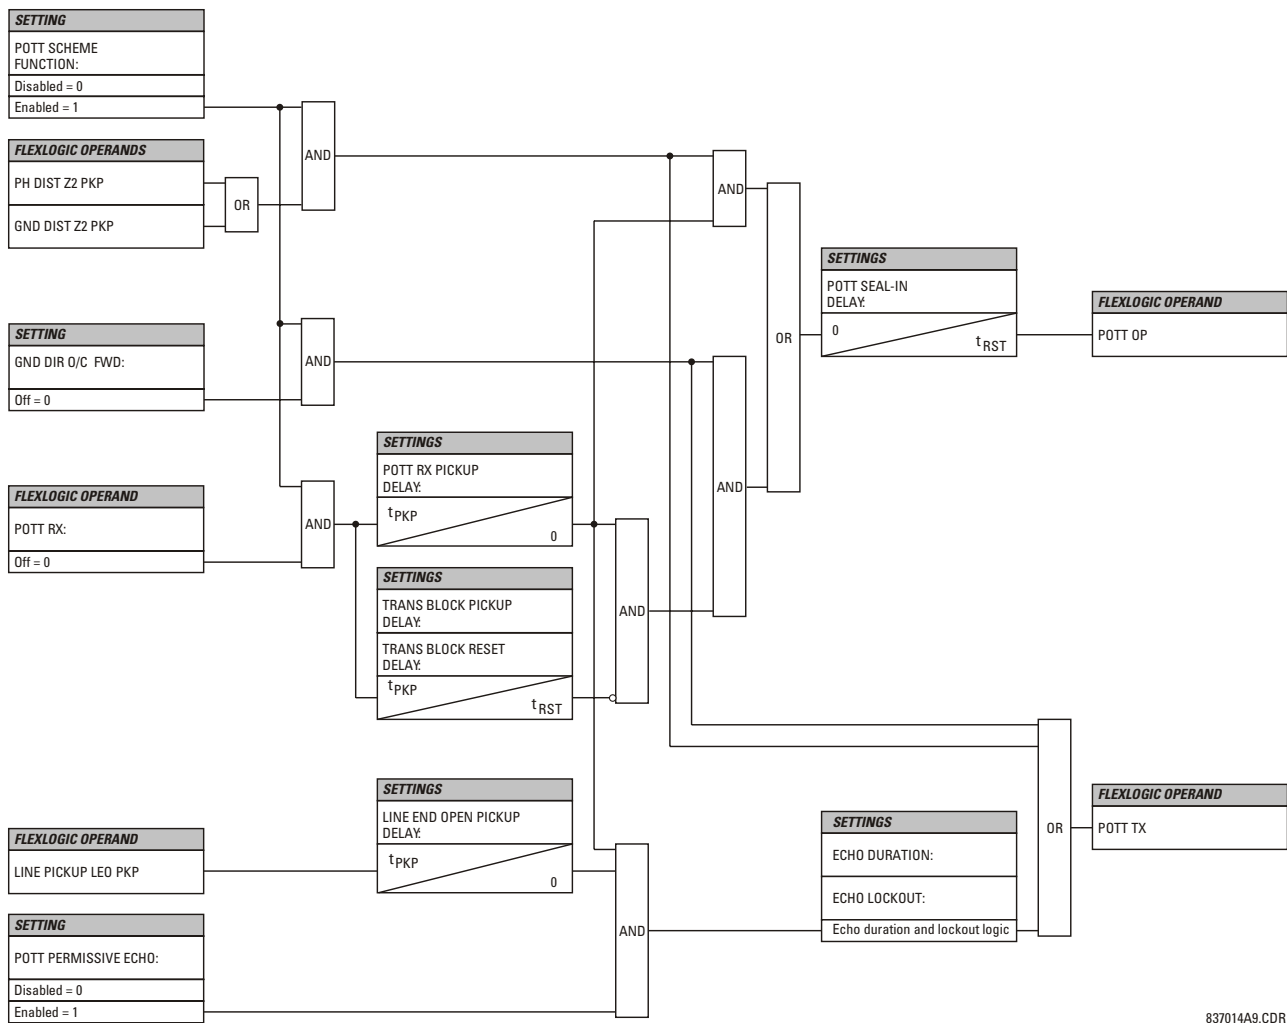 SETTING
POTT SCHEME
FUNCTION:
Disabled = 0
Enabled = 1
FLEXLOGIC OPERANDS
PH DIST Z2 PKP
GND DIST Z2 PKP
OR
AND
AND
OR
SETTINGS
POTT SEAL-IN
DELAY:
0
tRST
FLEXLOGIC OPERAND
POTT OP
SETTING
GND DIR O/C FWD:
Off = 0
AND
AND
FLEXLOGIC OPERAND
POTT RX:
Off = 0
AND
SETTINGS
POTT RX PICKUP
DELAY:
tPKP
0
SETTINGS
TRANS BLOCK PICKUP
DELAY:
TRANS BLOCK RESET
DELAY:
tPKP
tRST
AND
FLEXLOGIC OPERAND
LINE PICKUP LEO PKP
SETTINGS
LINE END OPEN PICKUP
DELAY:
tPKP
0
SETTING
POTT PERMISSIVE ECHO:
Disabled = 0
Enabled = 1
AND
SETTINGS
ECHO DURATION:
ECHO LOCKOUT:
Echo duration and lockout logic
OR
FLEXLOGIC OPERAND
POTT TX
837014A9.CDR